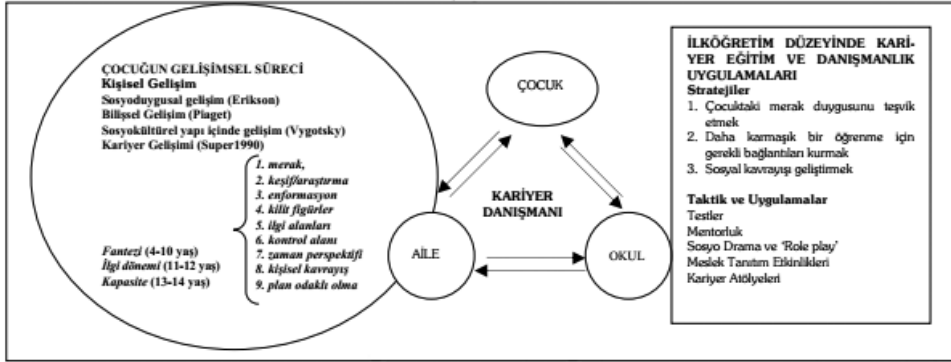 ÇOCUĞUN GELİŞİMSEL SÜRECİ
Kişisel Gelişim
Sosyoduygusal gelişim (Erikson)
Bilişsel Gelişim (Piaget)
Sosyokültürel yapı içinde gelişim (Vygotsky)
Kariyer Gelişimi (Super1990)
1. merak,
2. keşif/araştırma
3. enformasyon
4. kilit figürler
5. ilgi alanları
6. kontrol alanı
7. zaman perspektifi
8. kişisel kavrayış
9. plan odaklı olma
Fantezi (4-10 yaş)
İlgi dönemi (11-12 yaş)
Kapasite (13-14 yaş)
ÇOCUK
KARİYER
DANIŞMANI
AİLE
OKUL
İLKÖĞRETİM DÜZEYİNDE KARİ-
YER EĞİTİM VE DANIŞMANLIK
UYGULAMALARI
Stratejiler
1. Çocuktaki merak duygusunu teşvik
etmek
2. Daha karmaşık bir öğrenme için
gerekli bağlantıları kurmak
3. Sosyal kavrayışı geliştirmek
Taktik ve Uygulamalar
Testler
Mentorluk
Sosyo Drama ve 'Role play'
Meslek Tanıtım Etkinlikleri
Kariyer Atölyeleri